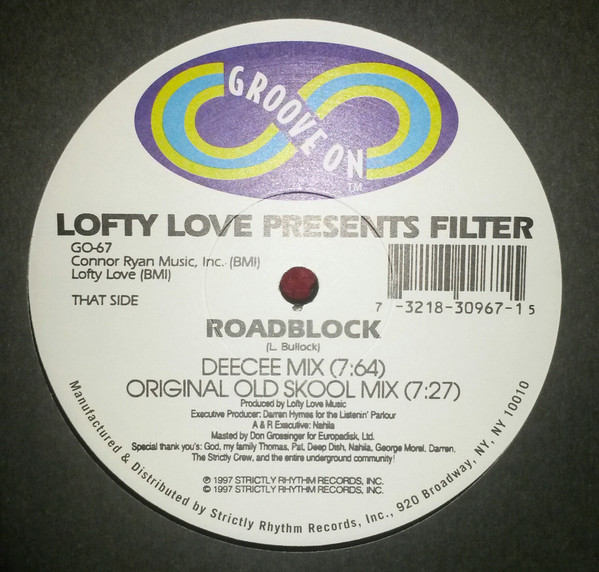 GROOVE ON
TM
LOFTY LOVE PRESENTS FILTER
GO-67
Connor Ryan Music, Inc. (BMI)
Lofty Love (BMI)
THAT SIDE
7 -3218-30967-1 5
ROADBLOCK
(L. Bullock)
DEECEE MIX (7:64)
ORIGINAL OLD SKOOL MIX (7:27)
Produced by Lofty Love Music
Executive Producer: Darren Hymes for the Listenin' Parlour
A & R Executive: Nahila
Masted by Don Grossinger for Europadisk, Ltd.
Special thank you's: God, my family Thomas, Pat, Deep Dish, Nahila, George Morel, Darren,
The Strictly Crew, and the entire underground community!
℗ 1997 STRICTLY RHYTHM RECORDS, INC.
© 1997 STRICTLY RHYTHM RECORDS, INC.
Manufactured & Distributed by Strictly Rhythm Records, Inc., 920 Broadway, NY, NY 10010